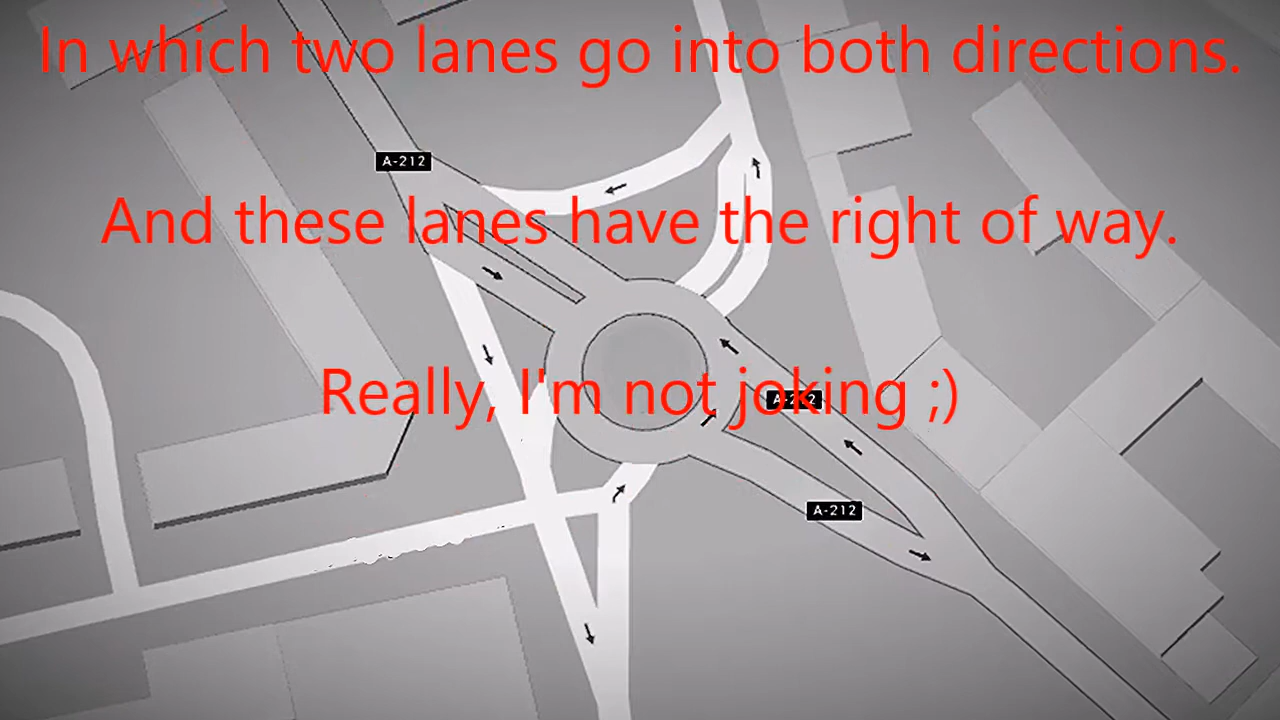 In which two lanes go into both directions.
A-212
And these lanes have the right of way.
Really, I'm not joking ;)
A-212